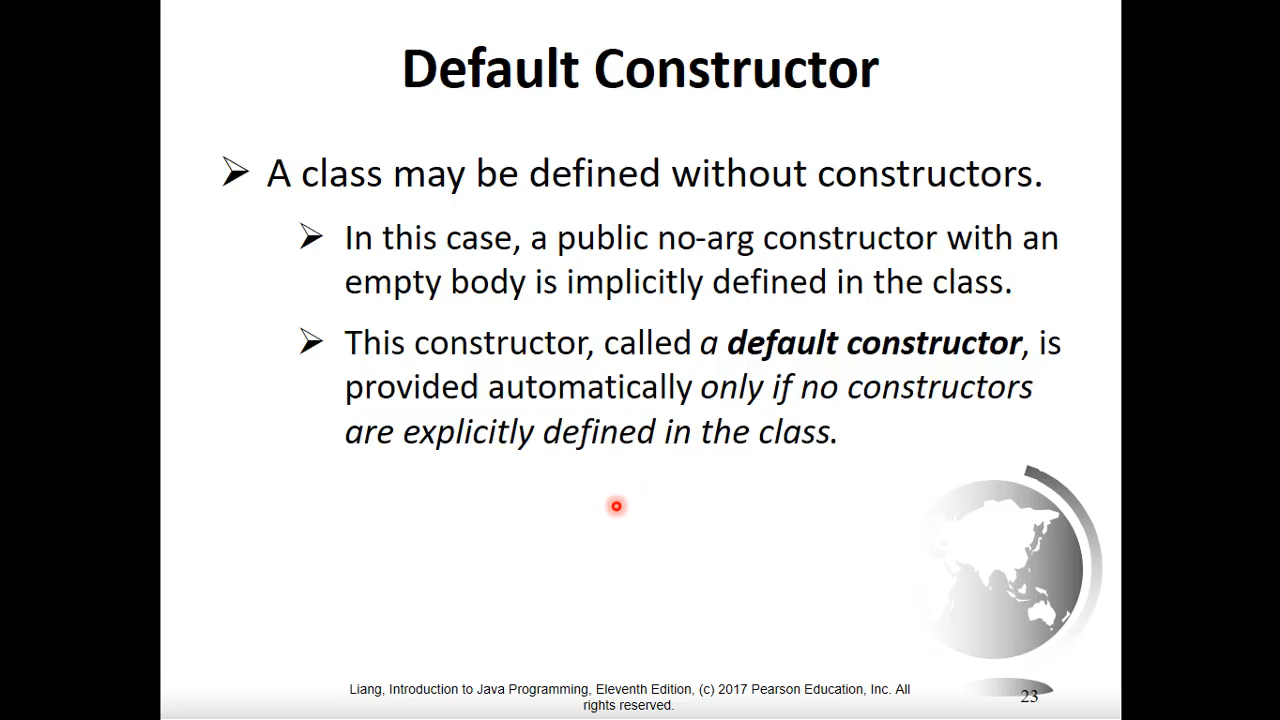 Default Constructor
A class may be defined without constructors.
In this case, a public no-arg constructor with an
empty body is implicitly defined in the class.
This constructor, called a default constructor, is
provided automatically only if no constructors
are explicitly defined in the class.
Liang, Introduction to Java Programming, Eleventh Edition, (c) 2017 Pearson Education, Inc. All
rights reserved.
23